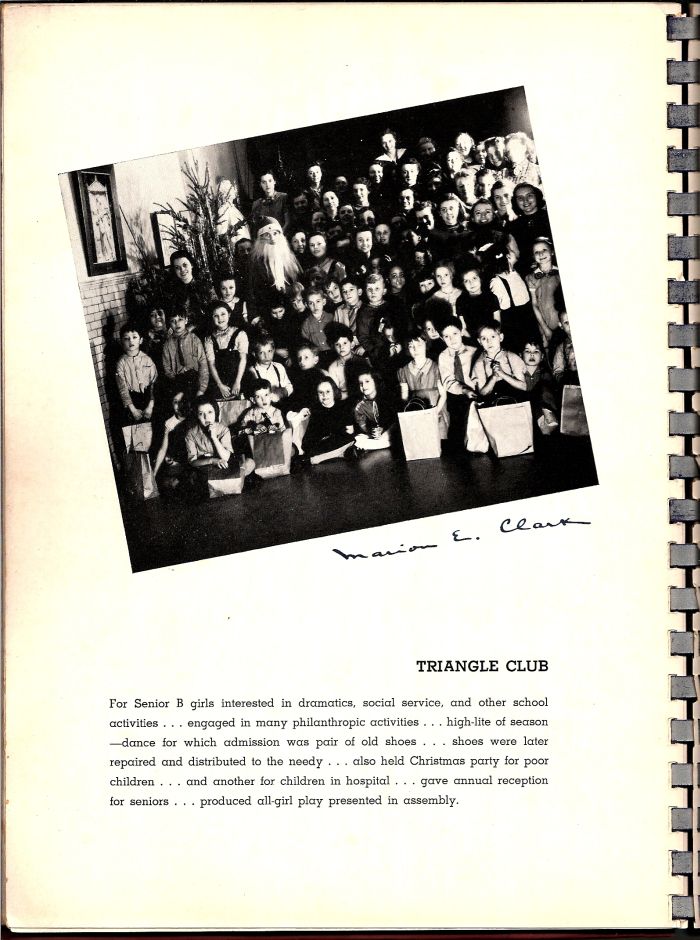 Marion E. Clark
TRIANGLE CLUB
For Senior B girls interested in dramatics, social service, and other school
activities . . . engaged in many philanthropic activities . . . high-lite of season
—dance for which admission was pair of old shoes . . . shoes were later
repaired and distributed to the needy . . . also held Christmas party for poor
children . . . and another for children in hospital . . . gave annual reception
for seniors . . . produced all-girl play presented in assembly.